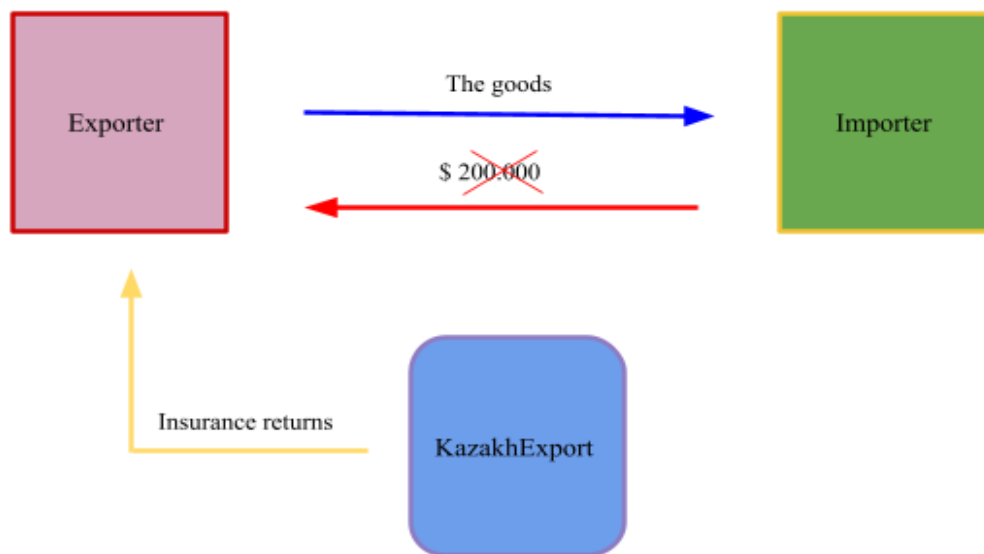 The goods
Exporter
Importer
$ 200.000
Insurance returns
KazakhExport